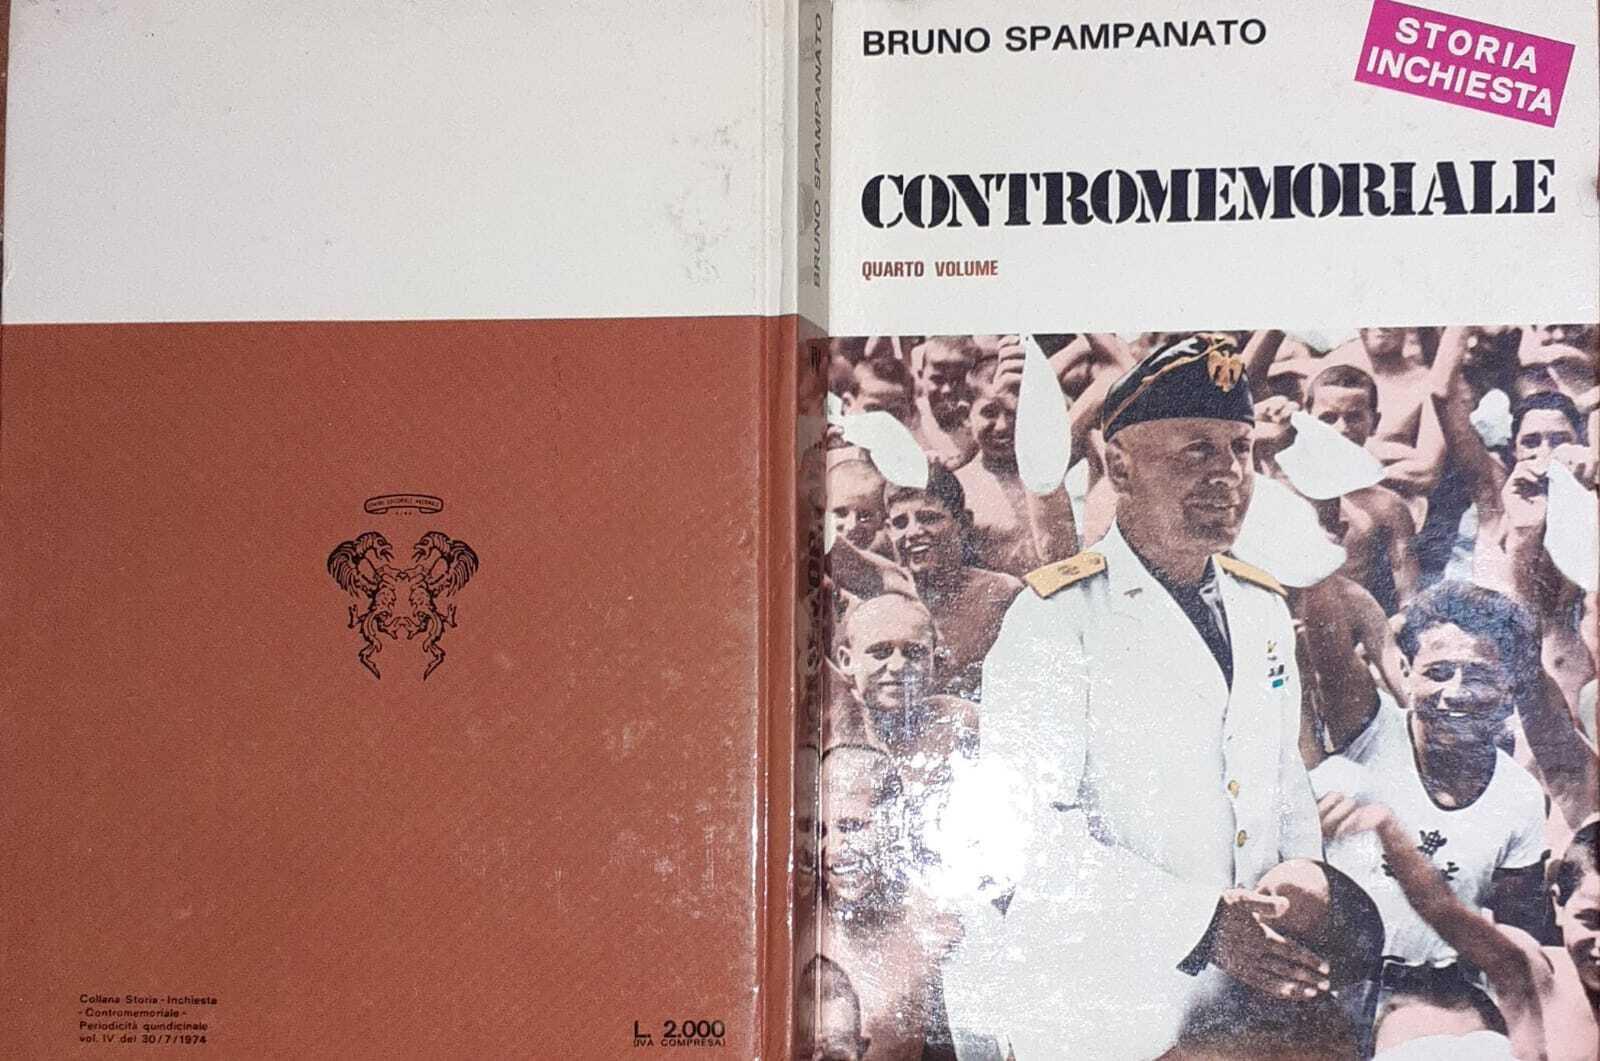 BRUNO SPAMPANATO
STORIA
INCHIESTA
CONTROMEMORIALE
QUARTO VOLUME
BRUNO SPAMPANATO
Collana Storia - Inchiesta
- Contromemoriale -
Periodicità quindicinale
vol. IV del 30/7/1974
L. 2.000
(IVA COMPRESA)